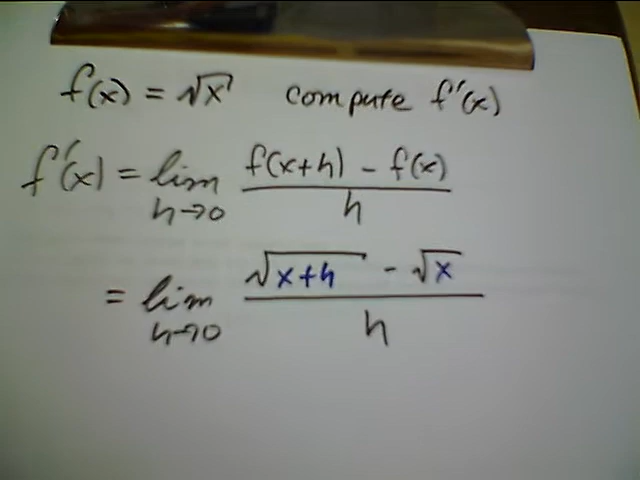 f(x) = √x compute f'(x)
f'(x) = lim h→0 (f(x+h) - f(x)) / h
= lim h→0 (√(x+h) - √x) / h